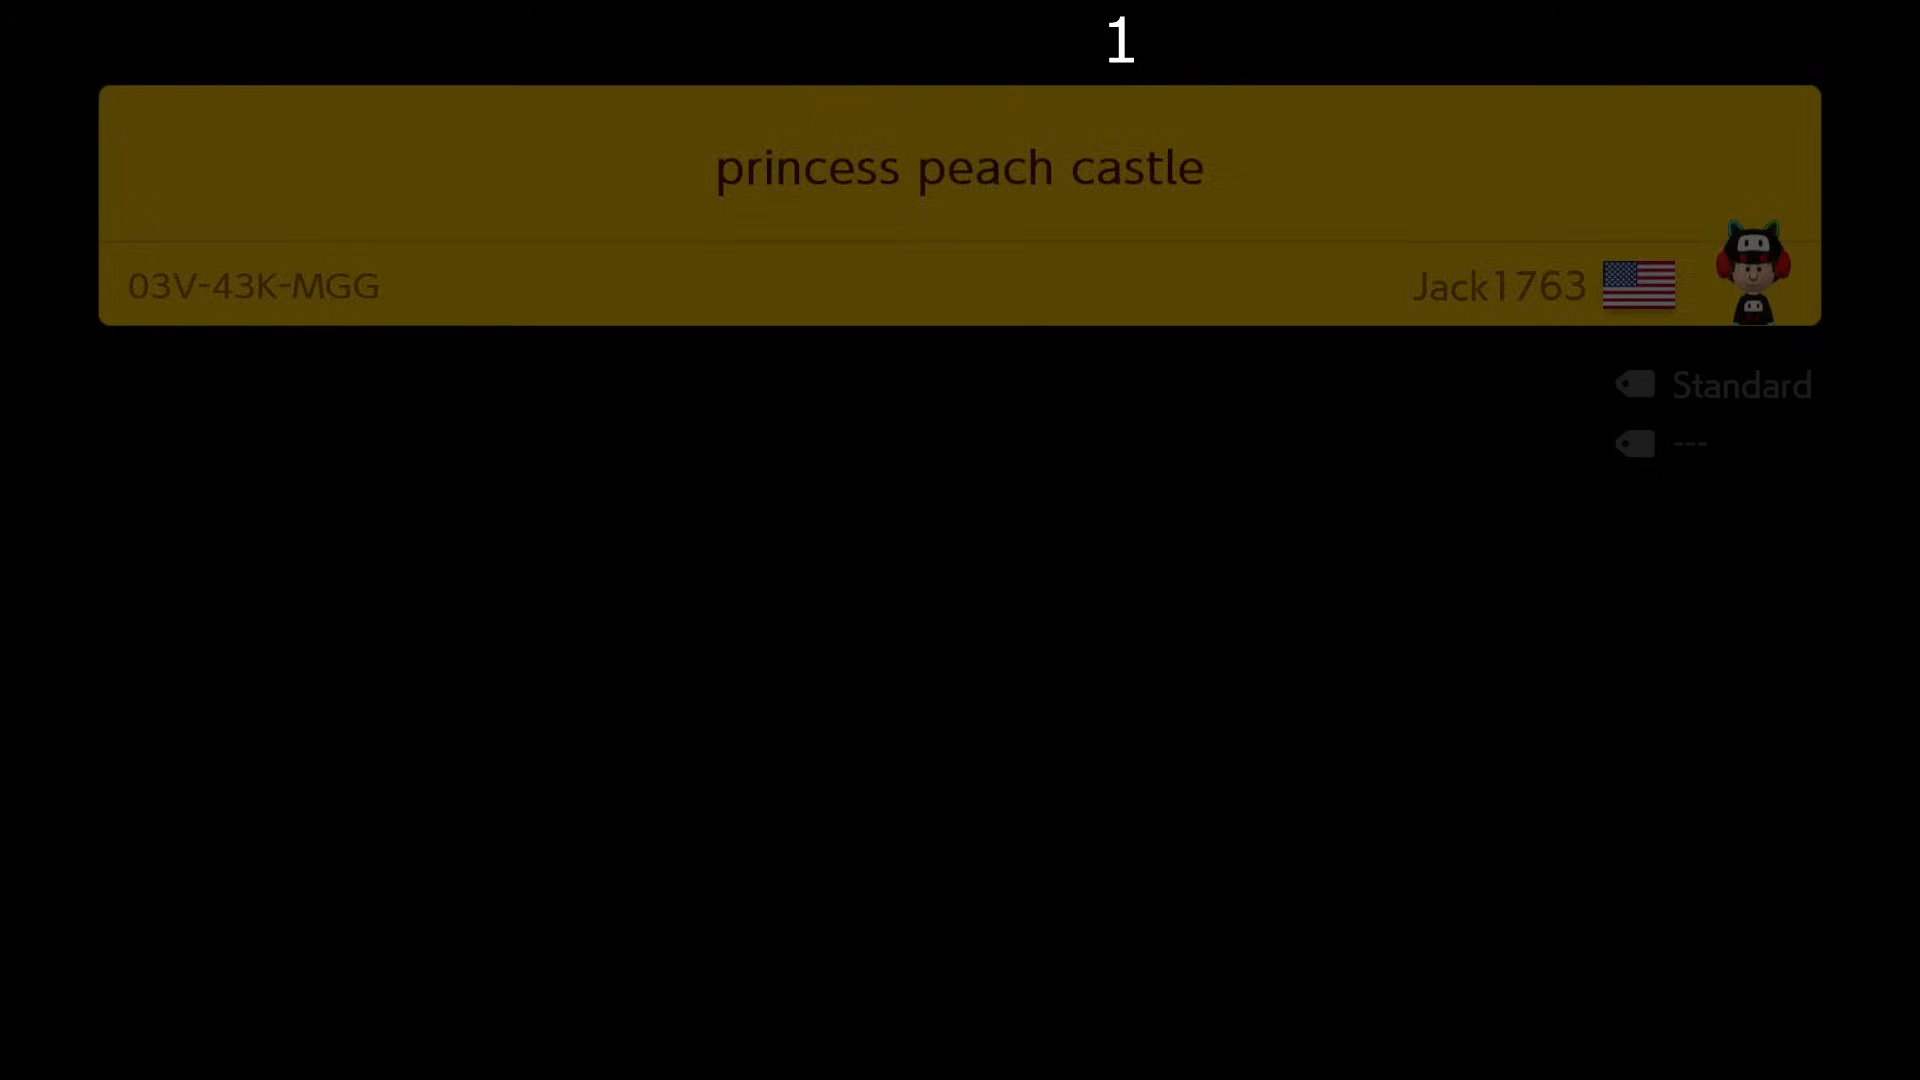 1
princess peach castle
03V-43K-MGG
Jack1763
Standard
---